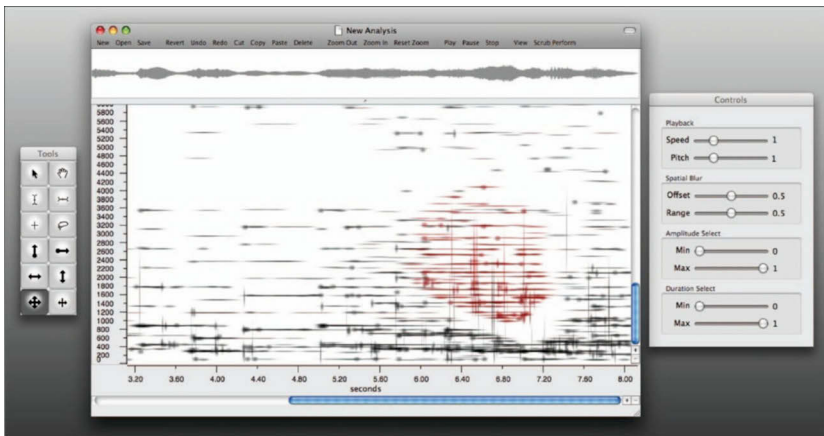 New Analysis
New Open Save Revert Undo Redo Cut Copy Paste Delete Zoom Out Zoom In Reset Zoom Play Pause Stop View Scrub Perform
Tools
5800
5600
5400
5200
5000
4800
4600
4400
4200
4000
3800
3600
3400
3200
3000
2800
2600
2400
2200
2000
1800
1600
1400
1200
1000
800
600
400
200
0
3.20 3.60 4.00 4.40 4.80 5.20 5.60 6.00 6.40 6.80 7.20 7.60 8.00
seconds
Controls
Playback
Speed 1
Pitch 1
Spatial Blur
Offset 0.5
Range 0.5
Amplitude Select
Min 0
Max 1
Duration Select
Min 0
Max 1